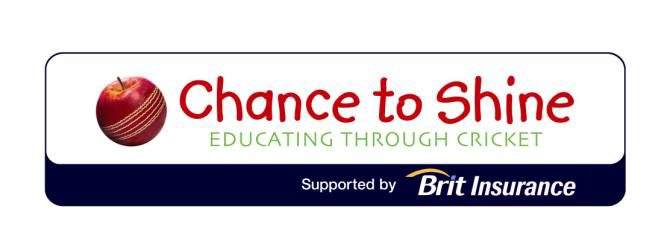 Chance to Shine
EDUCATING THROUGH CRICKET
Supported by Brit Insurance